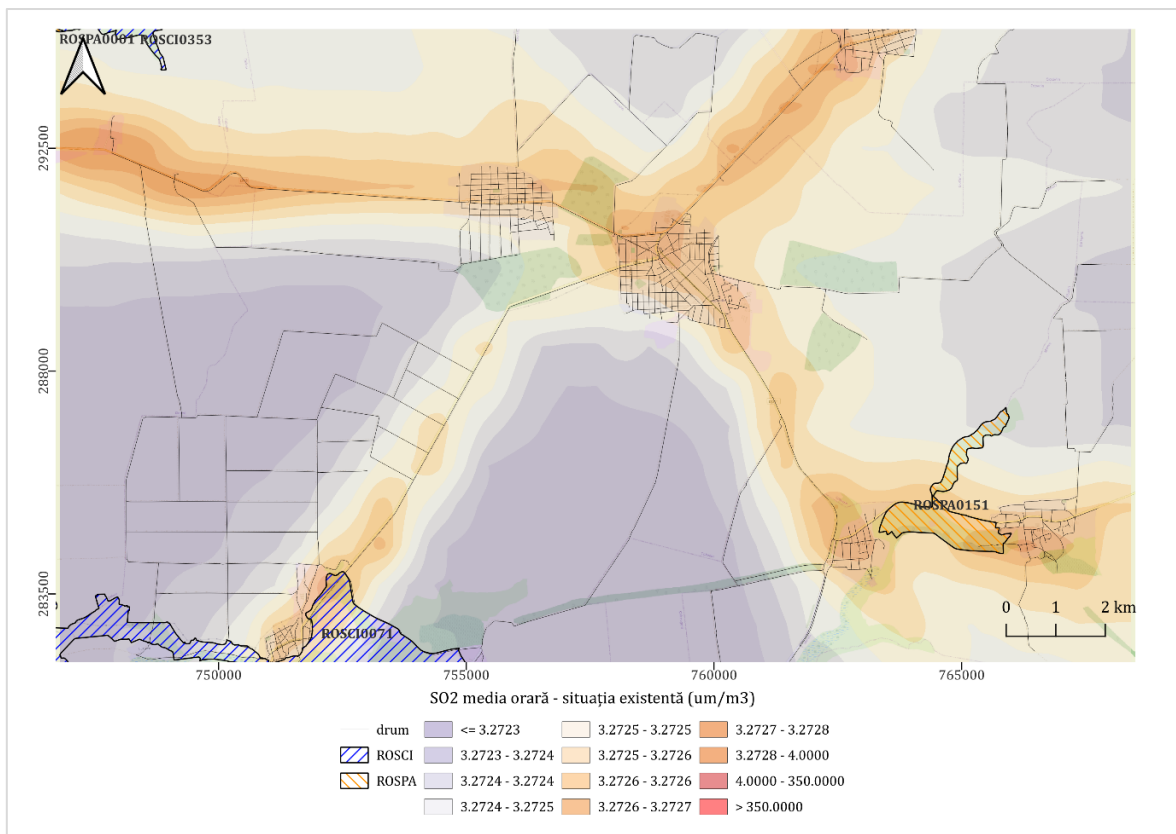 ROSPA0001 ROSCI0353
292500
288000
283500
ROSPA0151
ROSCI0071
0 1 2 km
750000 755000 760000 765000
SO2 media orară - situația existentă (um/m3)
drum <= 3.2723 3.2725 - 3.2725 3.2727 - 3.2728
ROSCI 3.2723 - 3.2724 3.2725 - 3.2726 3.2728 - 4.0000
ROSPA 3.2724 - 3.2724 3.2726 - 3.2726 4.0000 - 350.0000
3.2724 - 3.2725 3.2626 - 3.2727 > 350.0000